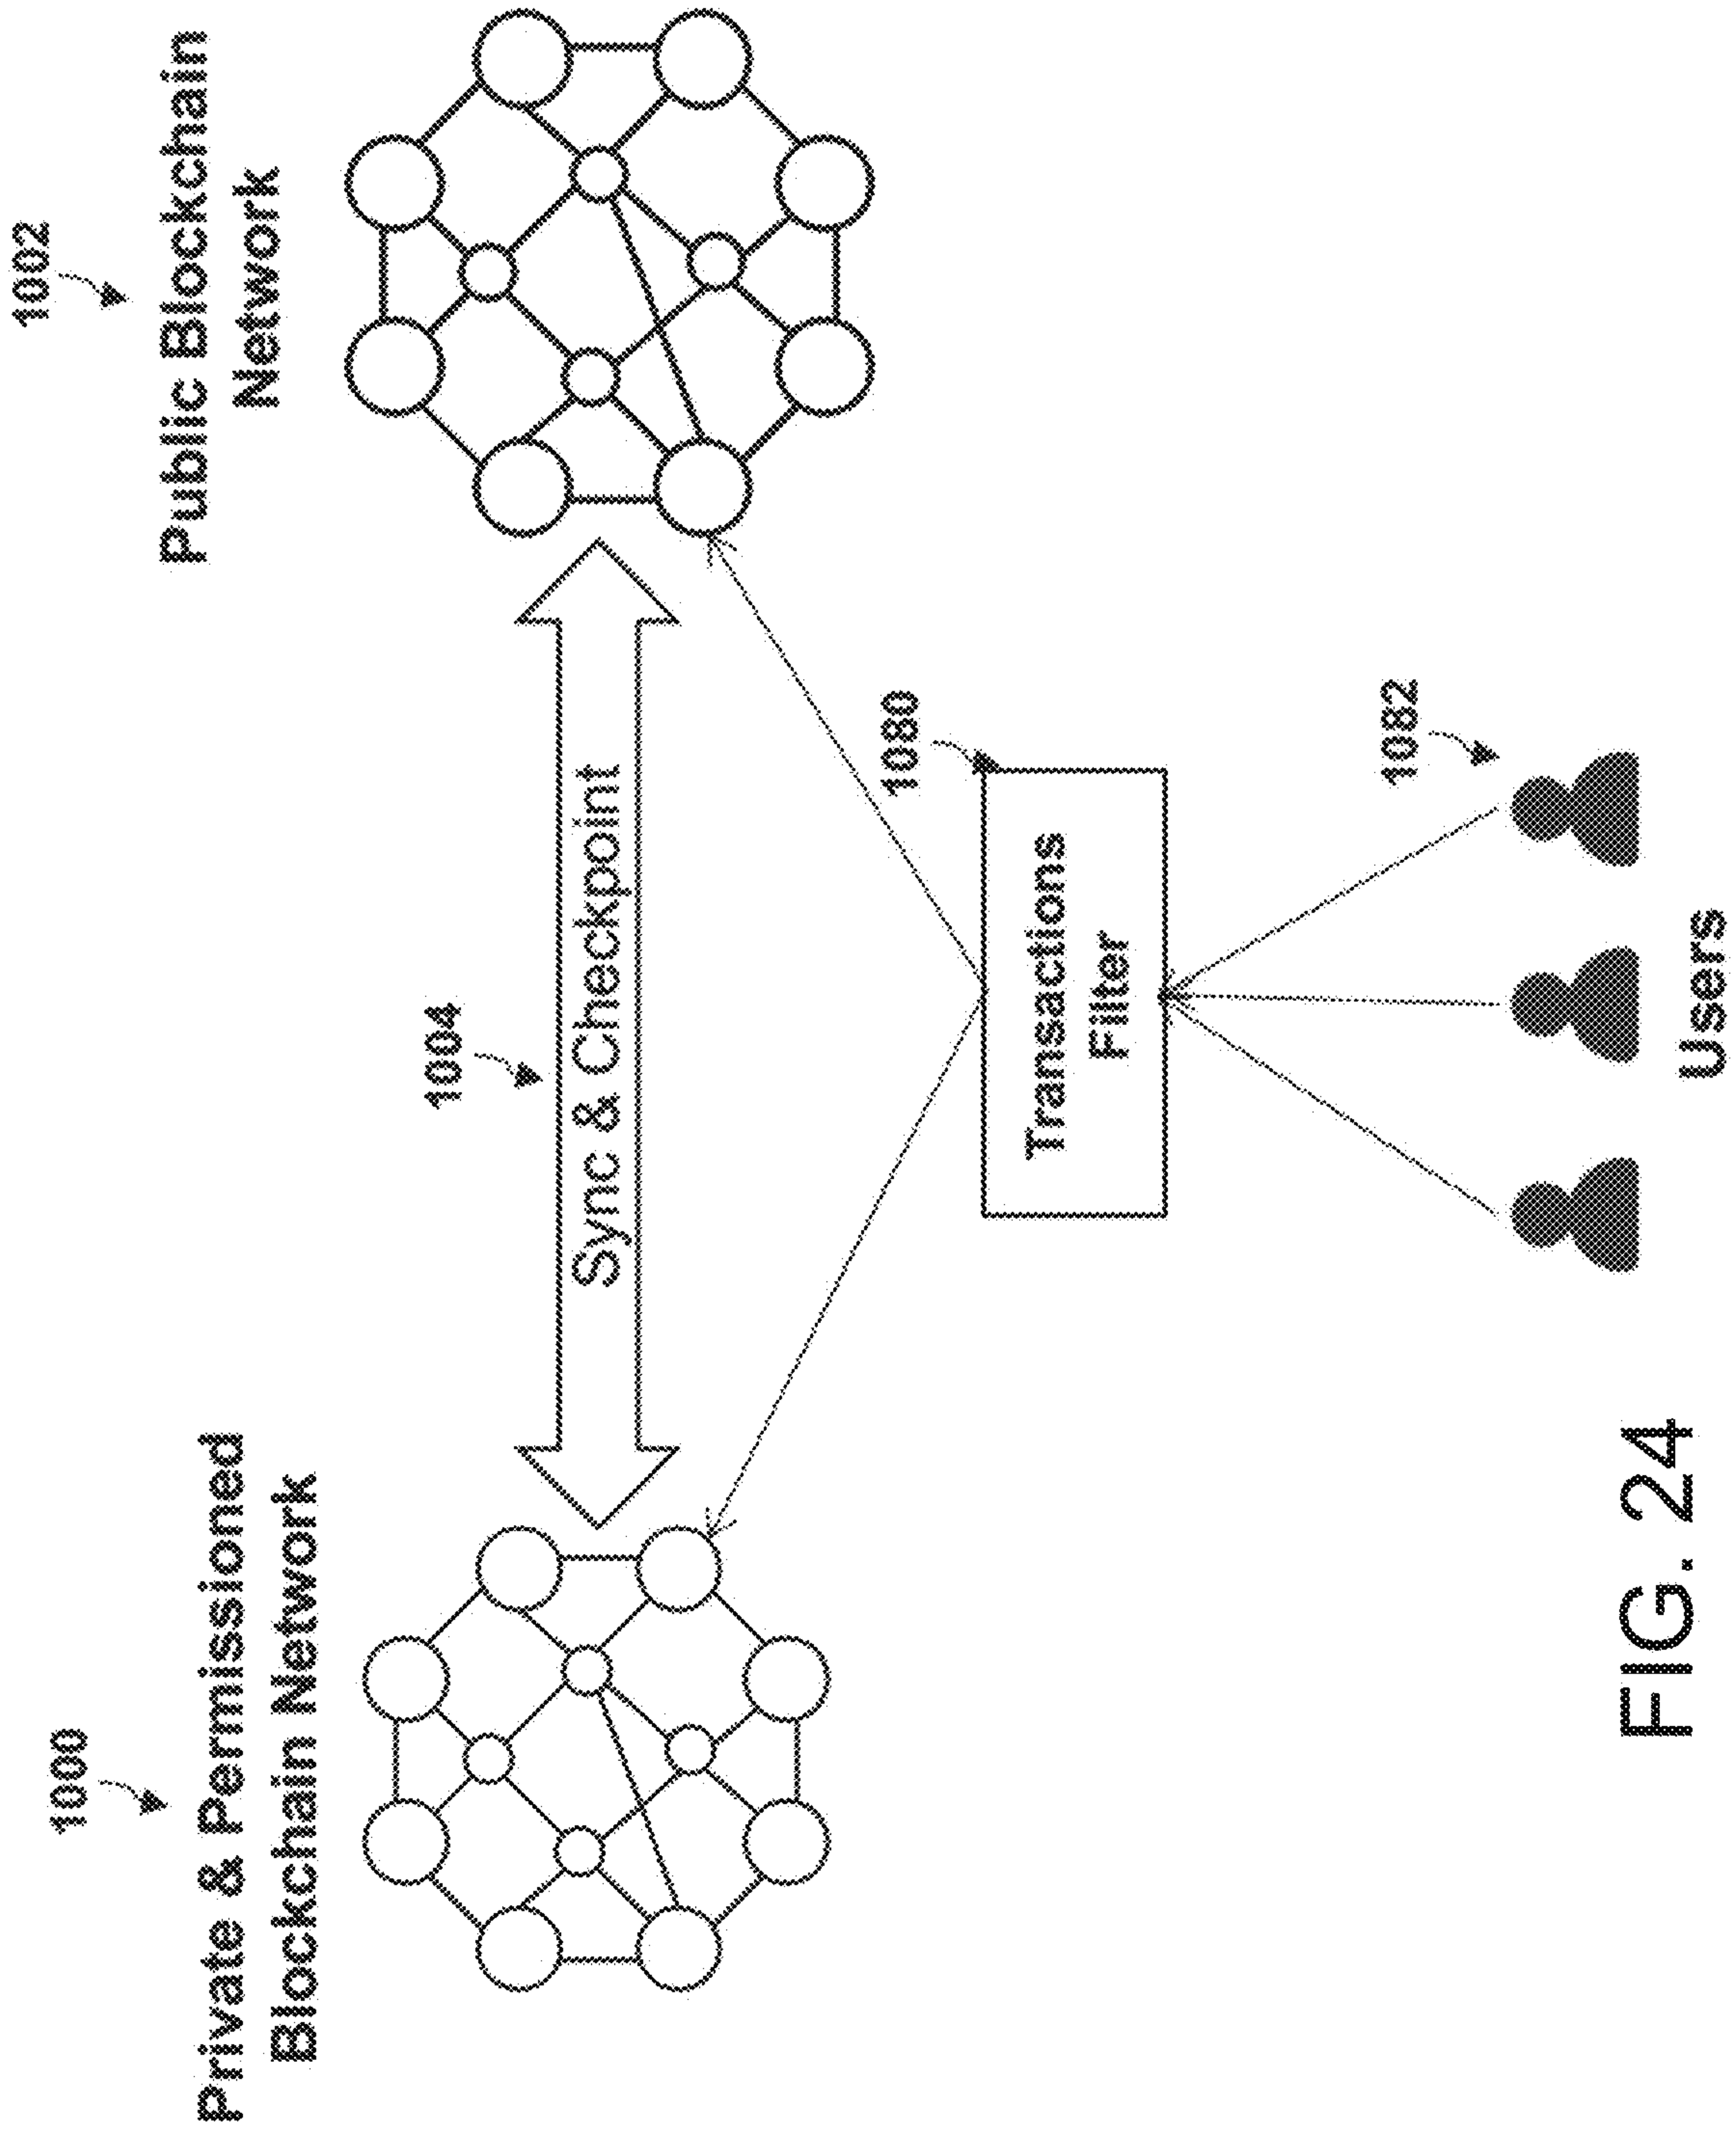 1000
Private & Permissioned
Blockchain Network
1002
Public Blockchain
Network
1004
Sync & Checkpoint
1080
Transactions
Filter
1082
Users
FIG. 24